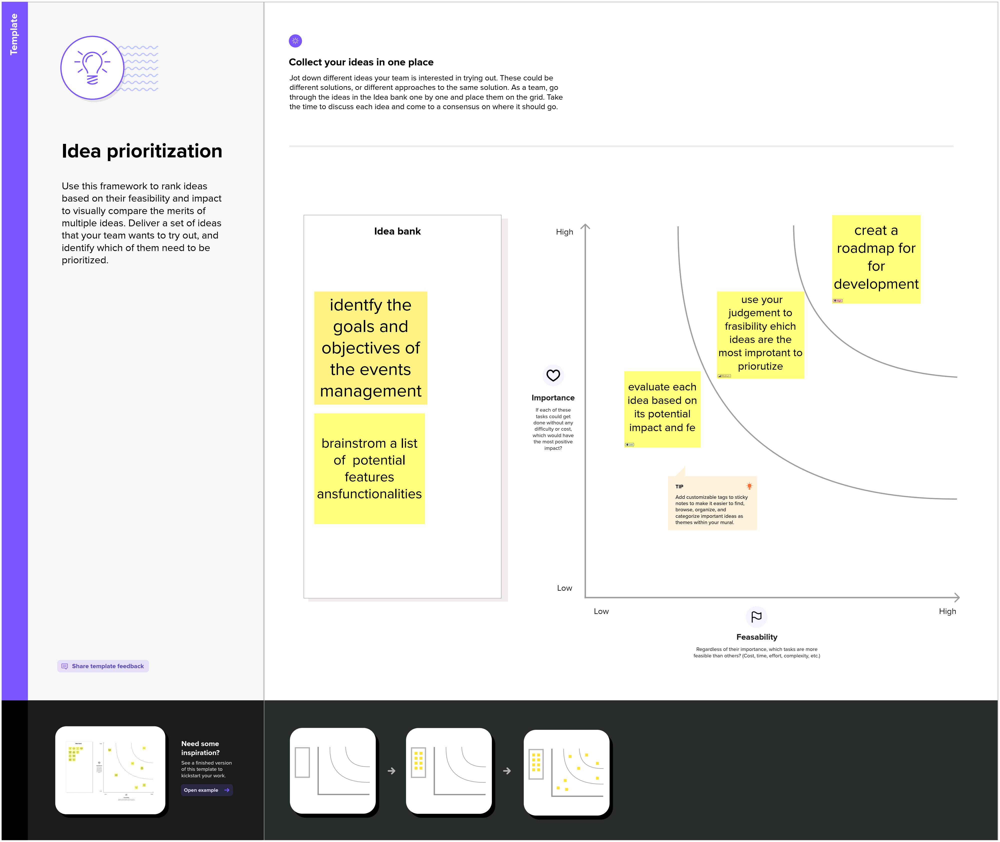 Template
Idea prioritization
Use this framework to rank ideas
based on their feasibility and impact
to visually compare the merits of
multiple ideas. Deliver a set of ideas
that your team wants to try out, and
identify which of them need to be
prioritized.
Share template feedback
Need some
inspiration?
See a finished version
of this template to
kickstart your work.
Open example
Collect your ideas in one place
Jot down different ideas your team is interested in trying out. These could be
different solutions, or different approaches to the same solution. As a team, go
through the ideas in the Idea bank one by one and place them on the grid. Take
the time to discuss each idea and come to a consensus on where it should go.
Idea bank
identfy the
goals and
objectives of
the events
management
brainstrom a list
of potential
features
ansfunctionalities
High
Importance
If each of these
tasks could get
done without any
difficulty or cost,
which would have
the most positive
impact?
Low
creat a
roadmap for
for
development
High
use your
judgement to
frasibility ehich
ideas are the
most improtant to
priorutize
Medium
evaluate each
idea based on
its potential
impact and fe
Low
TIP
Add customizable tags to sticky
notes to make it easier to find,
browse, organize, and
categorize important ideas as
themes within your mural.
Low
High
Feasability
Regardless of their importance, which tasks are more
feasible than others? (Cost, time, effort, complexity, etc.)